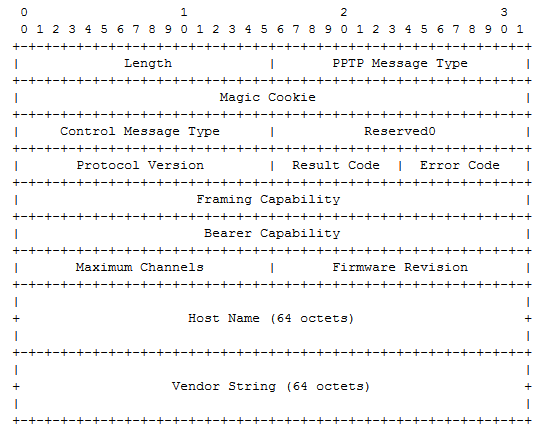 0                   1                   2                   3
0 1 2 3 4 5 6 7 8 9 0 1 2 3 4 5 6 7 8 9 0 1 2 3 4 5 6 7 8 9 0 1
+-+-+-+-+-+-+-+-+-+-+-+-+-+-+-+-+-+-+-+-+-+-+-+-+-+-+-+-+-+-+-+-+
|             Length            |       PPTP Message Type       |
+-+-+-+-+-+-+-+-+-+-+-+-+-+-+-+-+-+-+-+-+-+-+-+-+-+-+-+-+-+-+-+-+
|                         Magic Cookie                          |
+-+-+-+-+-+-+-+-+-+-+-+-+-+-+-+-+-+-+-+-+-+-+-+-+-+-+-+-+-+-+-+-+
|     Control Message Type      |           Reserved0           |
+-+-+-+-+-+-+-+-+-+-+-+-+-+-+-+-+-+-+-+-+-+-+-+-+-+-+-+-+-+-+-+-+
|       Protocol Version        |  Result Code  |  Error Code   |
+-+-+-+-+-+-+-+-+-+-+-+-+-+-+-+-+-+-+-+-+-+-+-+-+-+-+-+-+-+-+-+-+
|                      Framing Capability                       |
+-+-+-+-+-+-+-+-+-+-+-+-+-+-+-+-+-+-+-+-+-+-+-+-+-+-+-+-+-+-+-+-+
|                       Bearer Capability                       |
+-+-+-+-+-+-+-+-+-+-+-+-+-+-+-+-+-+-+-+-+-+-+-+-+-+-+-+-+-+-+-+-+
|       Maximum Channels        |       Firmware Revision       |
+-+-+-+-+-+-+-+-+-+-+-+-+-+-+-+-+-+-+-+-+-+-+-+-+-+-+-+-+-+-+-+-+
|                                                               |
+                     Host Name (64 octets)                     +
|                                                               |
+-+-+-+-+-+-+-+-+-+-+-+-+-+-+-+-+-+-+-+-+-+-+-+-+-+-+-+-+-+-+-+-+
|                                                               |
+                   Vendor String (64 octets)                   +
|                                                               |
+-+-+-+-+-+-+-+-+-+-+-+-+-+-+-+-+-+-+-+-+-+-+-+-+-+-+-+-+-+-+-+-+